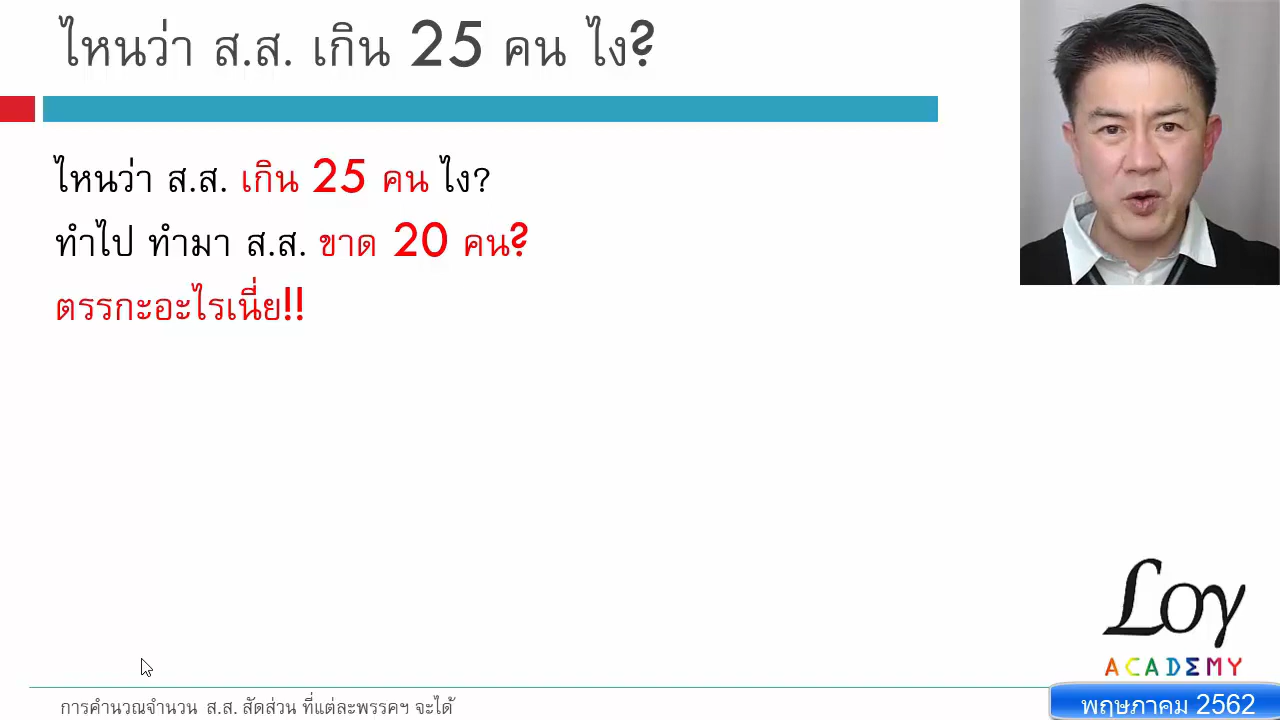 ไหนว่า ส.ส. เกิน 25 คน ไง?
ไหนว่า ส.ส. เกิน 25 คน ไง?
ทำไป ทำมา ส.ส. ขาด 20 คน?
ตรรกะอะไรเนี่ย!!
Loy
ACADEMY
การคำนวณจำนวน ส.ส. สัดส่วน ที่แต่ละพรรคฯ จะได้
พฤษภาคม 2562